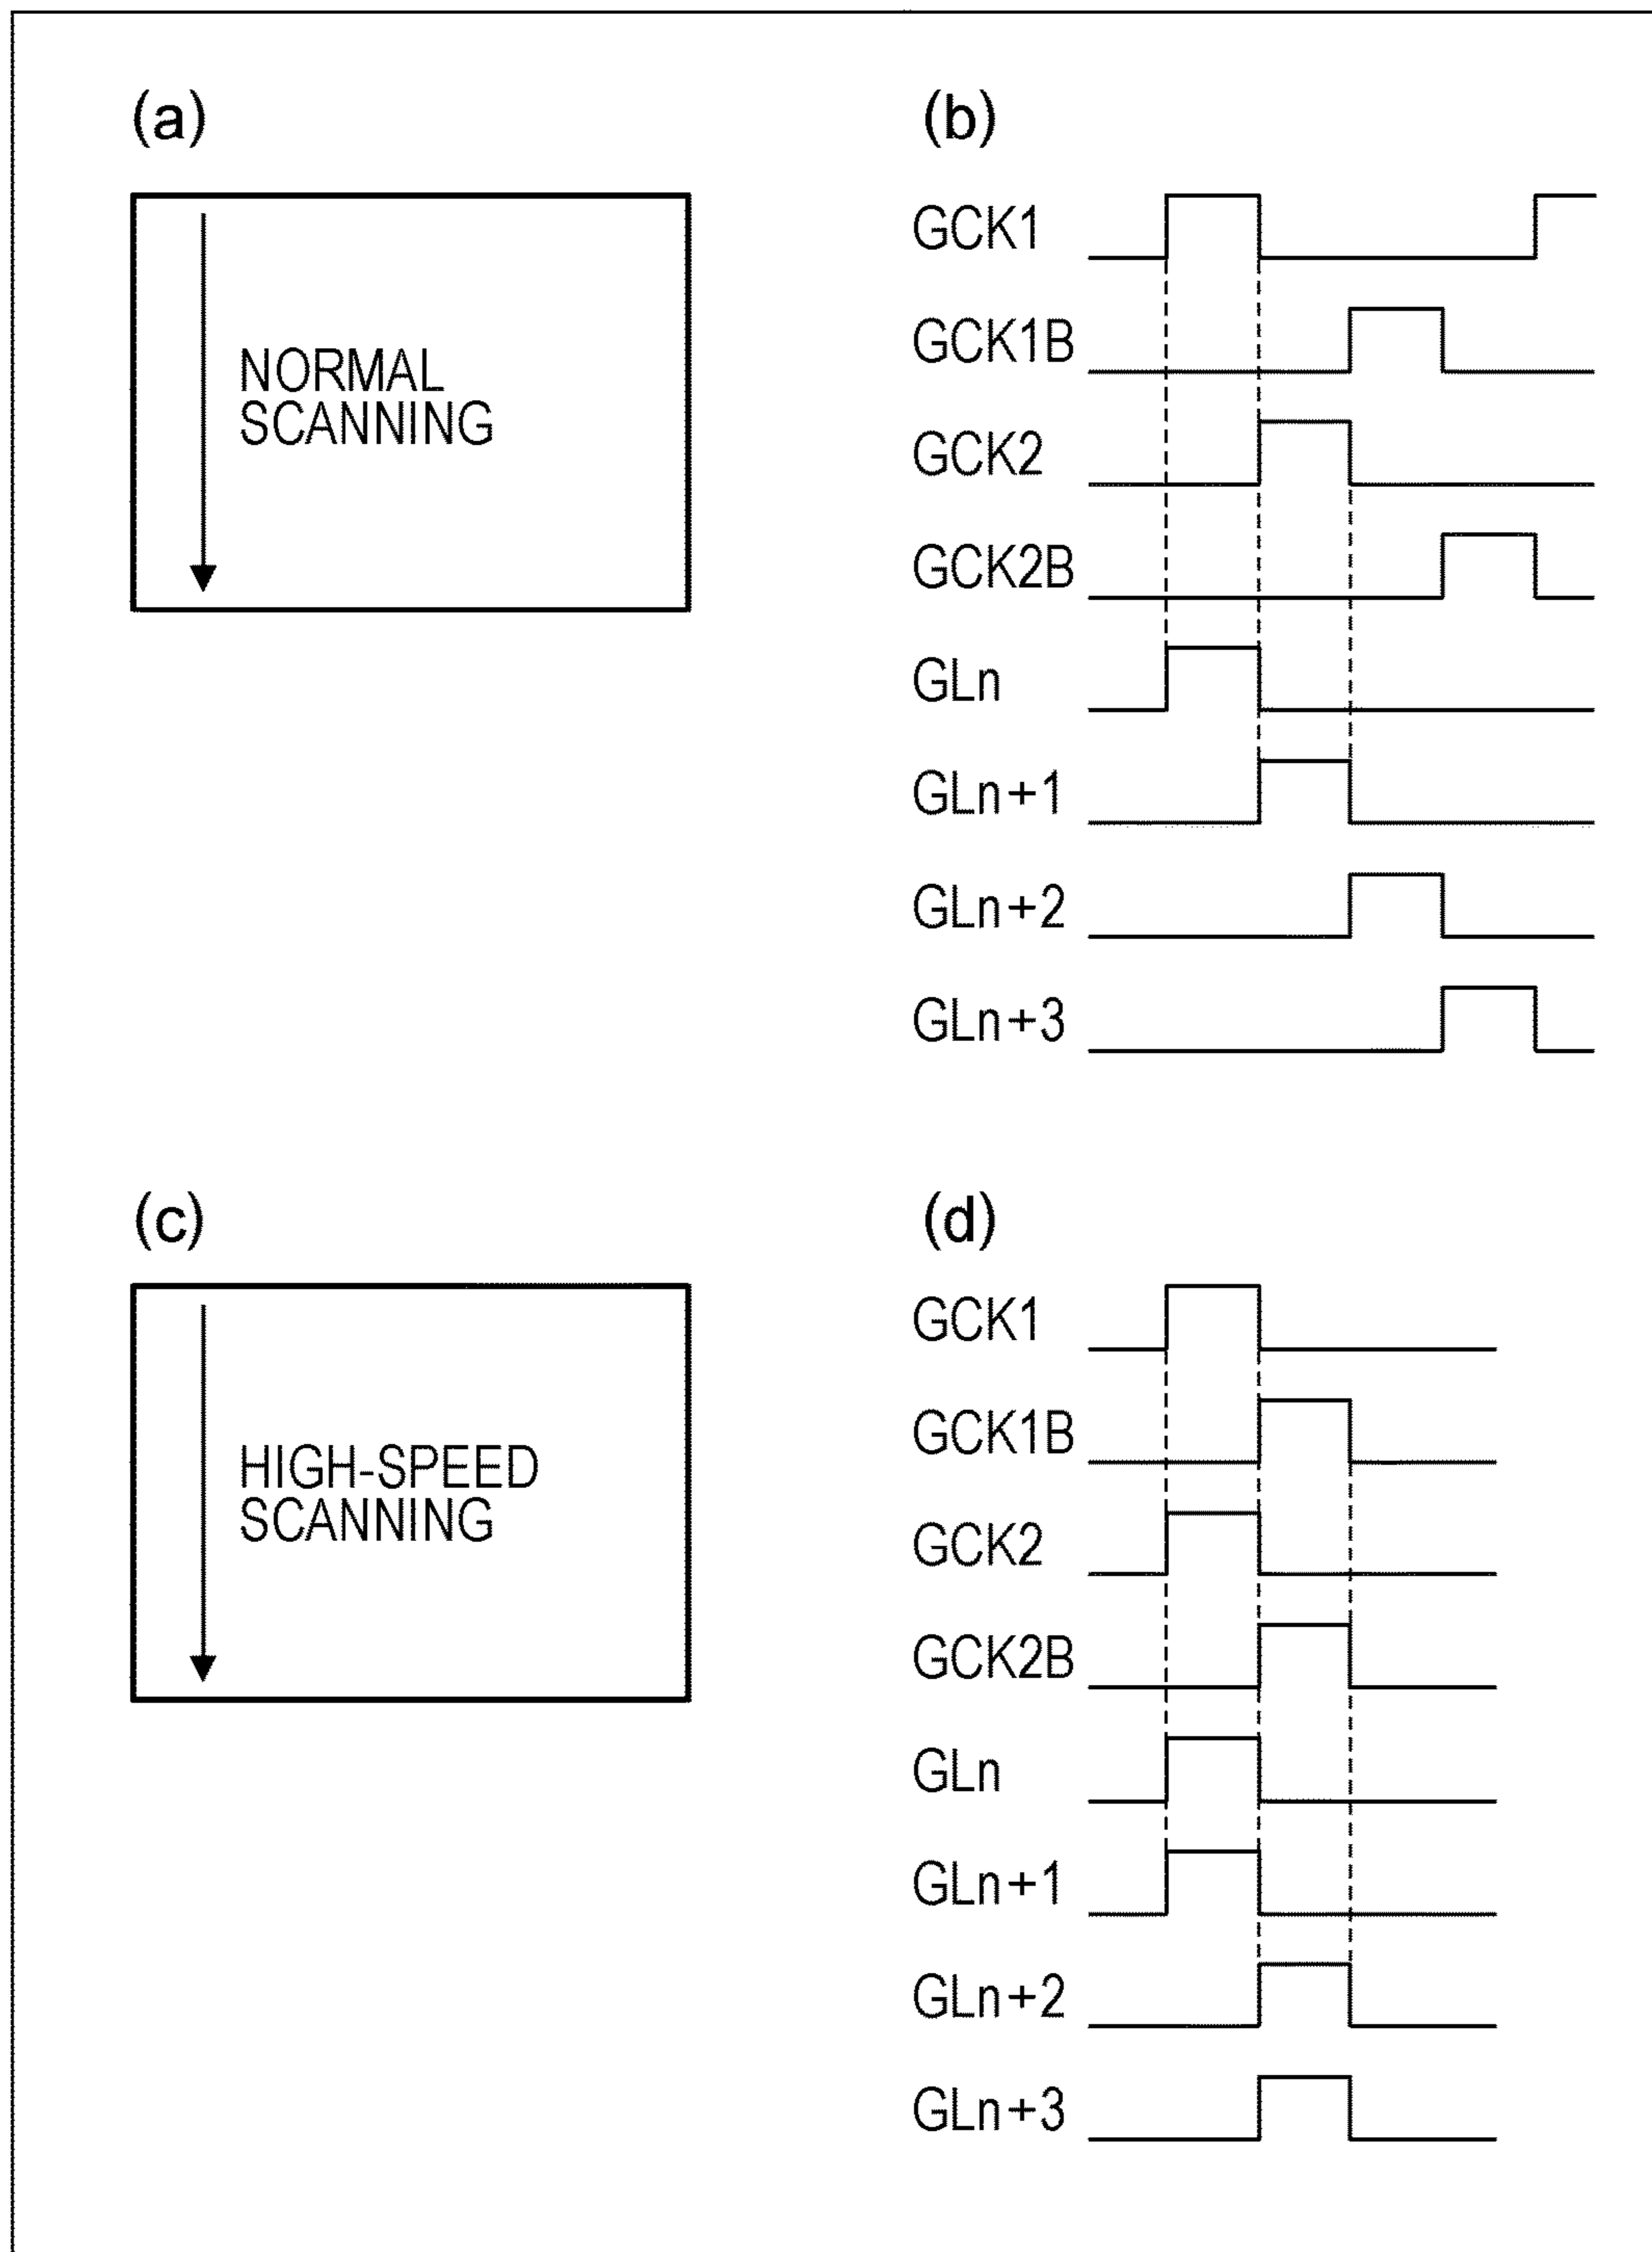 (a)
NORMAL
SCANNING
(b)
GCK1
GCK1B
GCK2
GCK2B
GLn
GLn+1
GLn+2
GLn+3
(c)
HIGH-SPEED
SCANNING
(d)
GCK1
GCK1B
GCK2
GCK2B
GLn
GLn+1
GLn+2
GLn+3